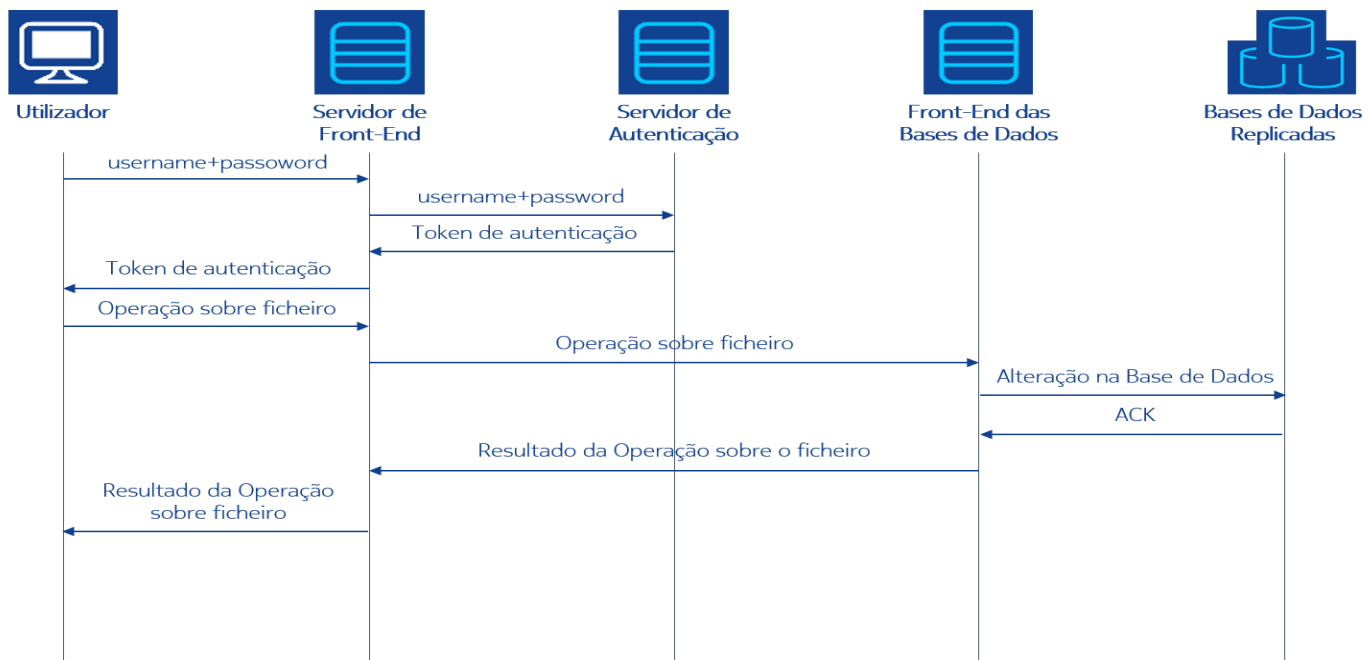 Utilizador
Servidor de
Front-End
Servidor de
Autenticação
Front-End das
Bases de Dados
Bases de Dados
Replicadas
username+passoword
username+password
Token de autenticação
Token de autenticação
Operação sobre ficheiro
Operação sobre ficheiro
Alteração na Base de Dados
ACK
Resultado da Operação sobre o ficheiro
Resultado da Operação
sobre ficheiro